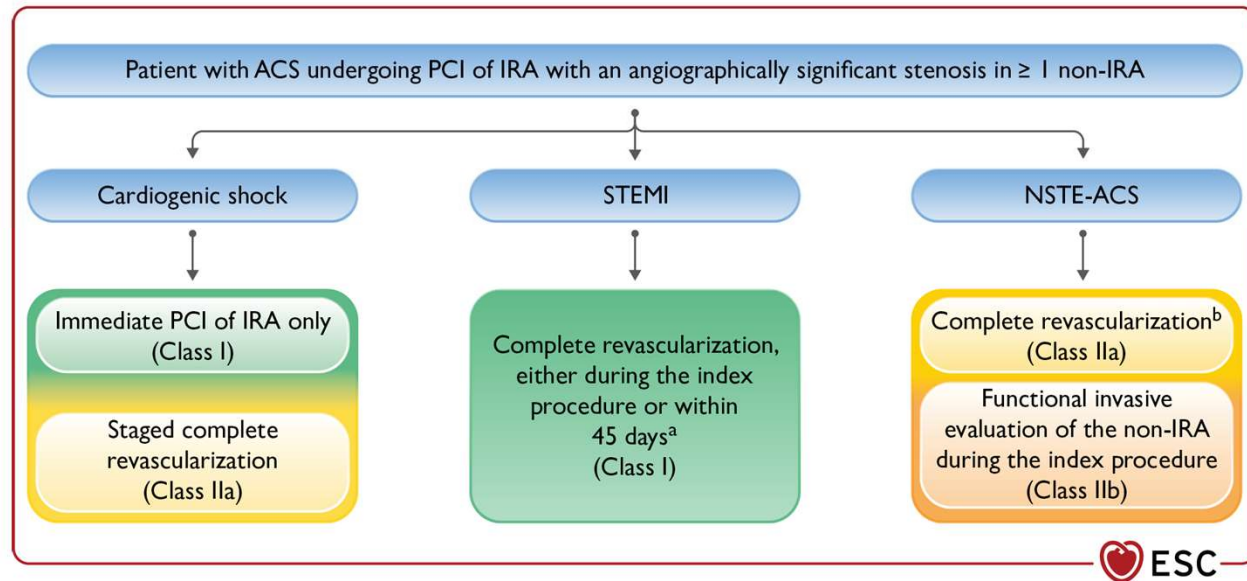 Patient with ACS undergoing PCI of IRA with an angiographically significant stenosis in ≥ 1 non-IRA
Cardiogenic shock
Immediate PCI of IRA only
(Class I)
Staged complete
revascularization
(Class IIa)
STEMI
Complete revascularization,
either during the index
procedure or within
45 daysᵃ
(Class I)
NSTE-ACS
Complete revascularizationᵇ
(Class IIa)
Functional invasive
evaluation of the non-IRA
during the index procedure
(Class IIb)
ESC